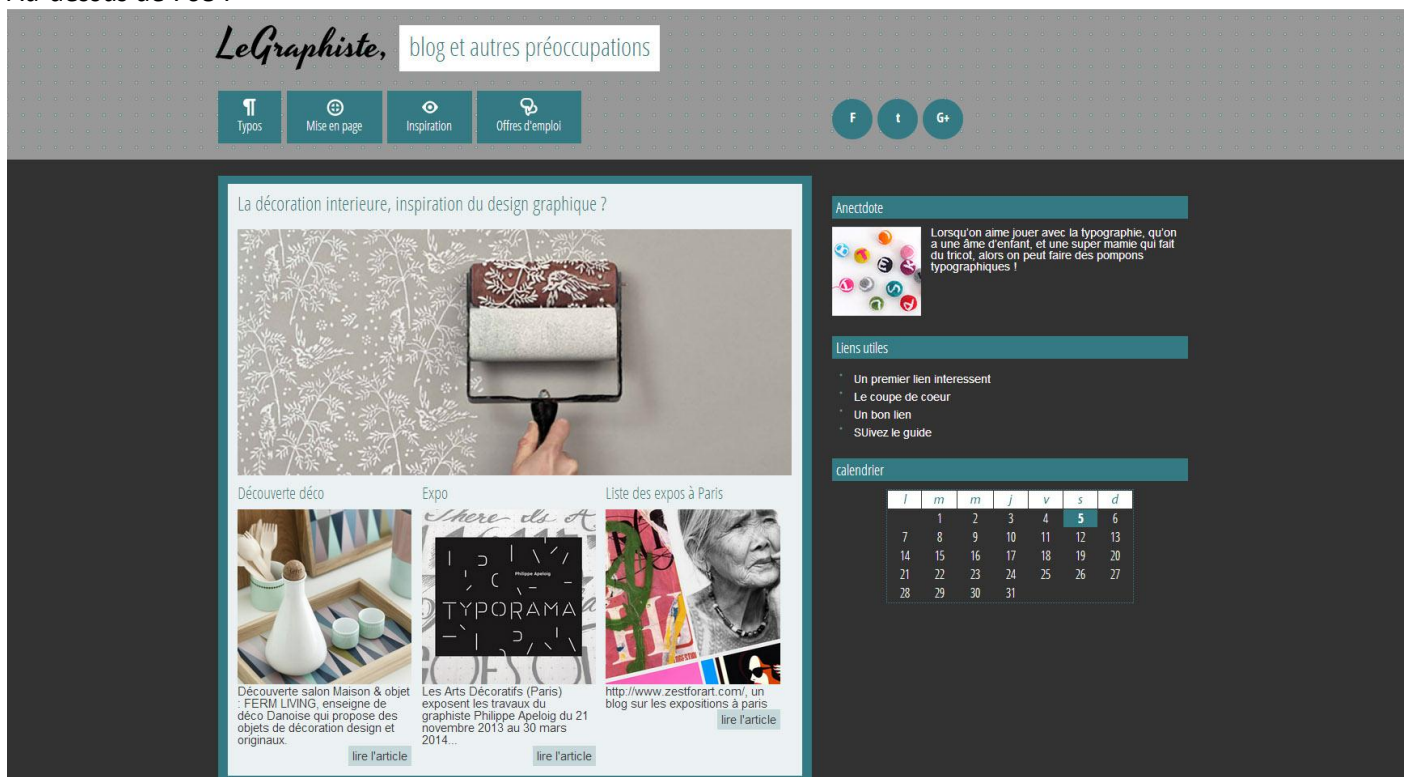 LeGraphiste, blog et autres préoccupations
Typos Mise en page Inspiration Offres d'emploi
F t G+
La décoration interieure, inspiration du design graphique ?
Découverte déco
Découverte salon Maison & objet
: FERM LIVING, enseigne de
déco Danoise qui propose des
objets de décoration design et
originaux.
lire l'article
Expo
Philippe Apeloig
TYPORAMA
Les Arts Décoratifs (Paris)
exposent les travaux du
graphiste Philippe Apeloig du 21
novembre 2013 au 30 mars
2014...
lire l'article
Liste des expos à Paris
http://www.zestforart.com/, un
blog sur les expositions à paris
lire l'article
Anectdote
Lorsqu'on aime jouer avec la typographie, qu'on
a une âme d'enfant, et une super mamie qui fait
du tricot, alors on peut faire des pompons
typographiques !
Liens utiles
Un premier lien interessent
Le coupe de coeur
Un bon lien
SUivez le guide
calendrier
l m m j v s d
1 2 3 4 5 6
7 8 9 10 11 12 13
14 15 16 17 18 19 20
21 22 23 24 25 26 27
28 29 30 31